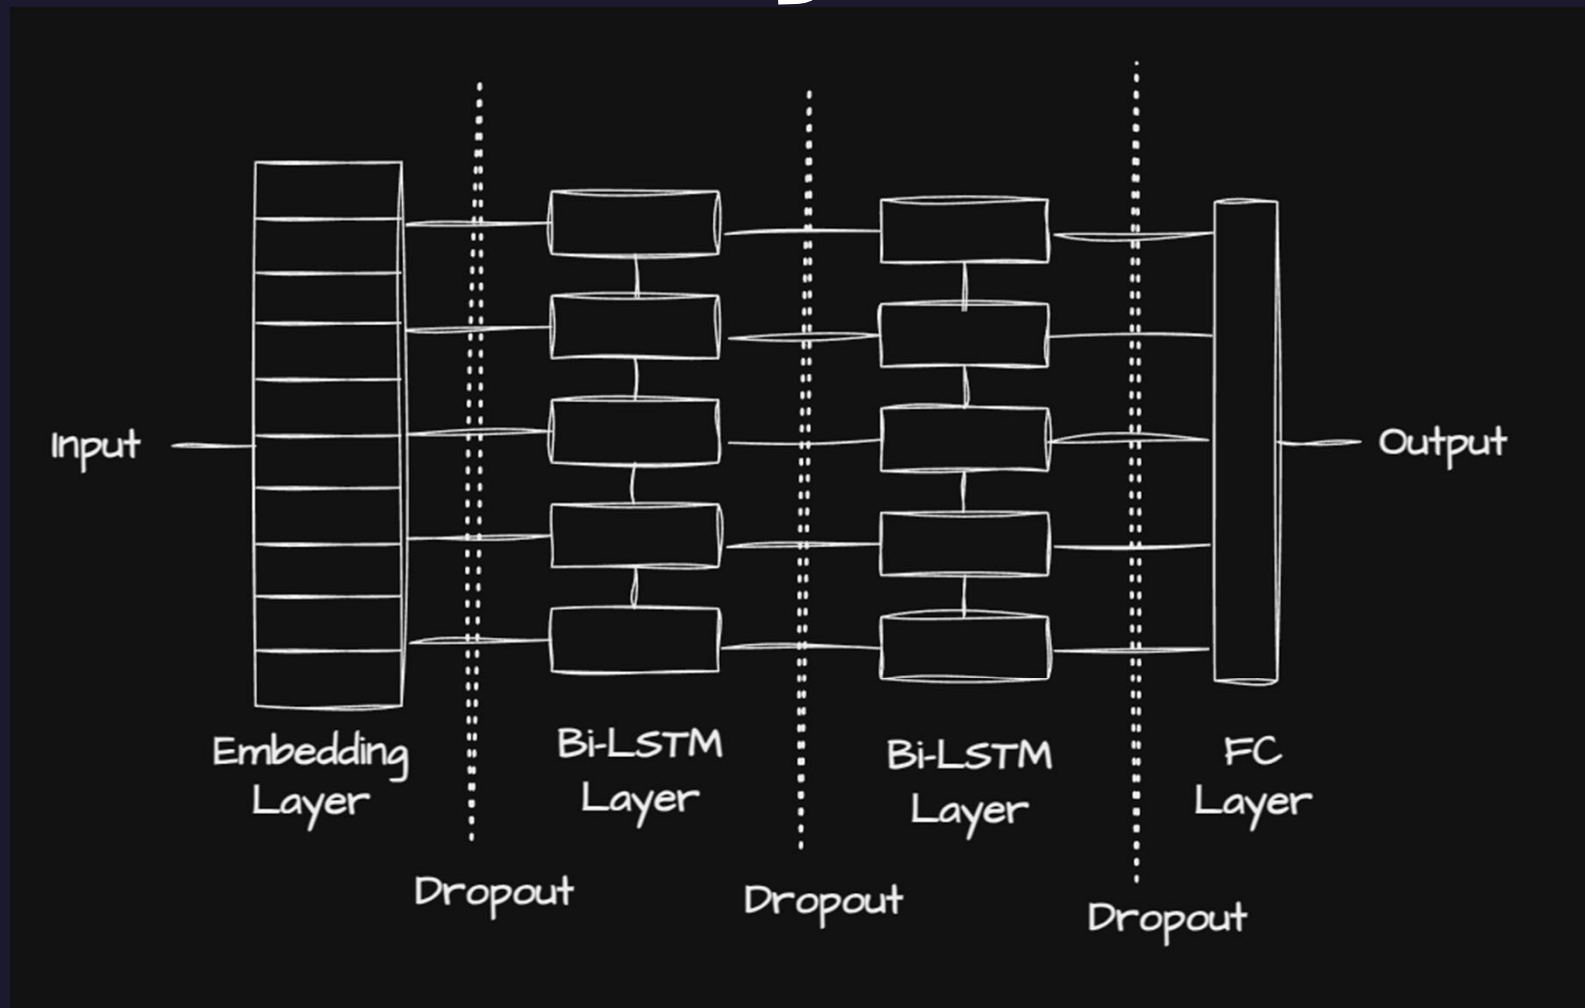 Input
Output
Embedding
Layer
Bi-LSTM
Layer
Bi-LSTM
Layer
FC
Layer
Dropout
Dropout
Dropout